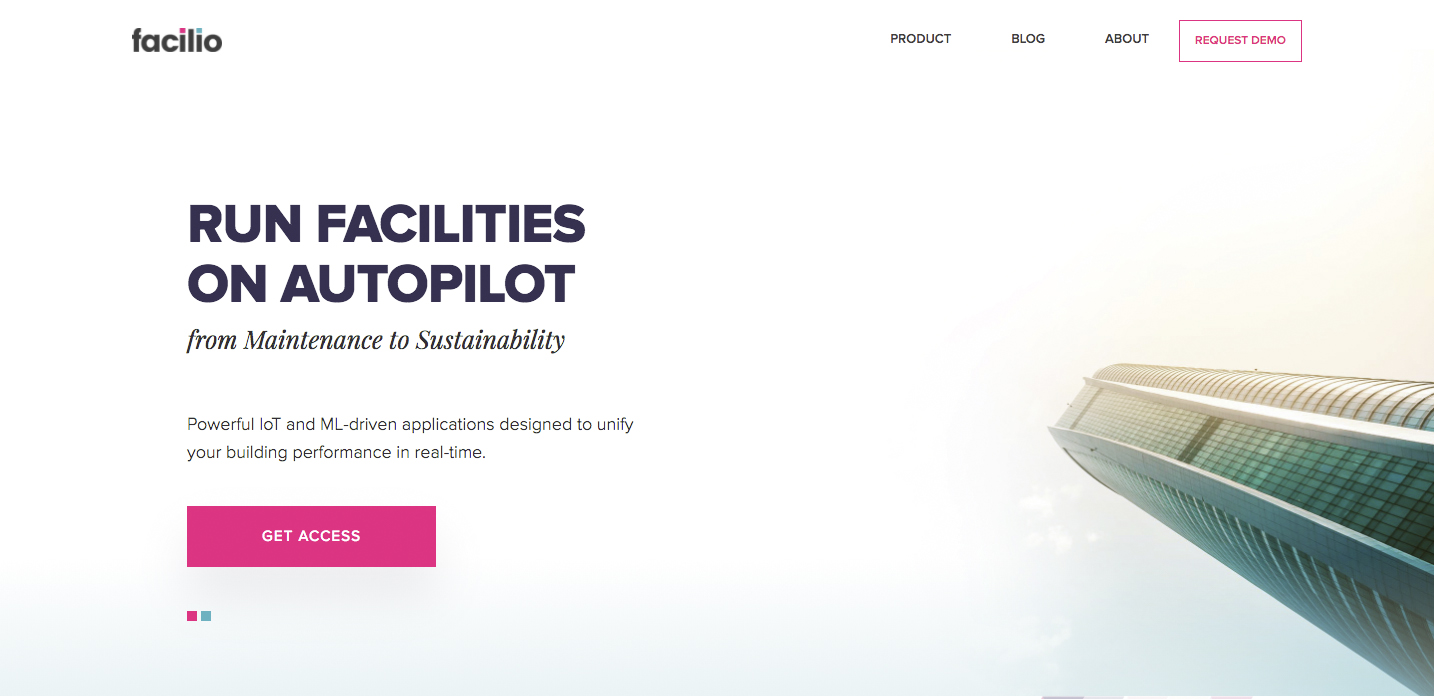 facilio
PRODUCT
BLOG
ABOUT
REQUEST DEMO
RUN FACILITIES
ON AUTOPILOT
from Maintenance to Sustainability
Powerful IoT and ML-driven applications designed to unify
your building performance in real-time.
GET ACCESS